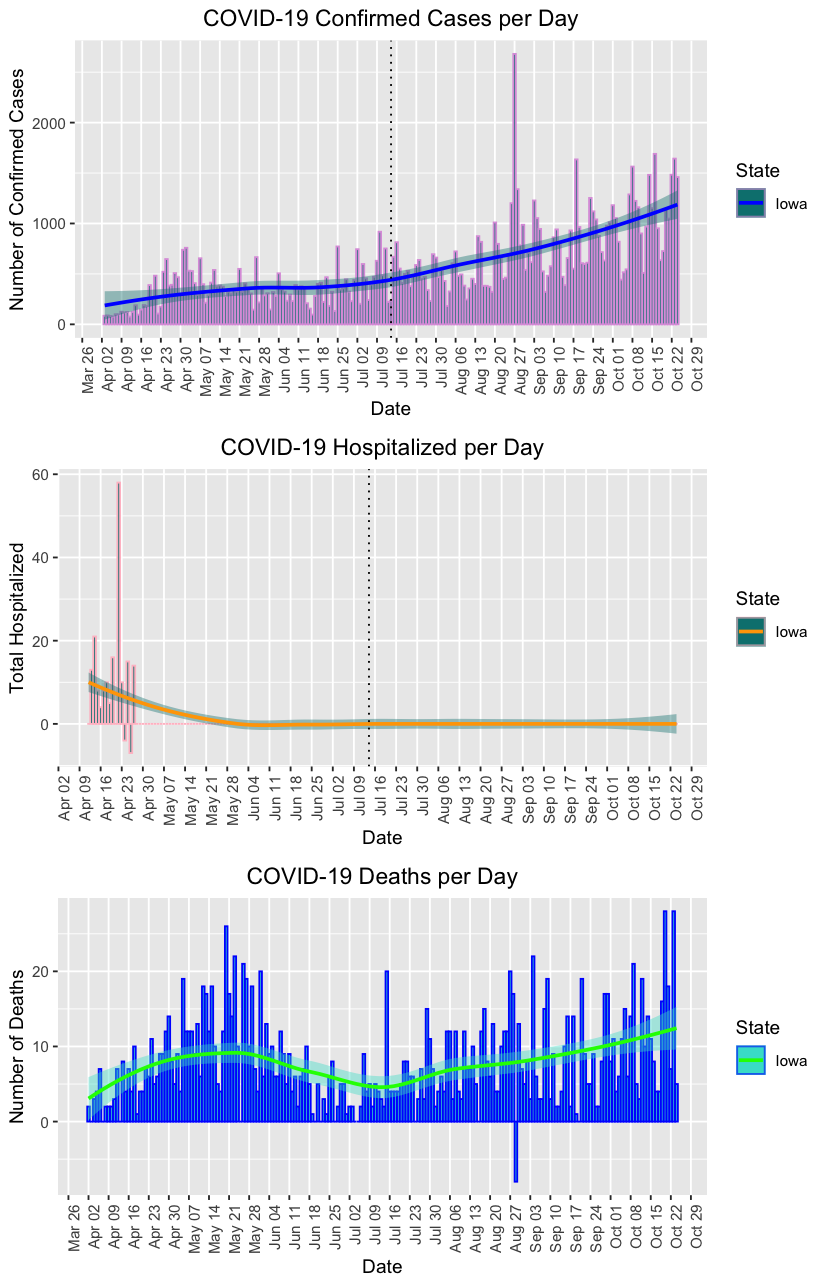 COVID-19 Confirmed Cases per Day
Number of Confirmed Cases
2000
1000
0
Mar 26 Apr 02 Apr 09 Apr 16 Apr 23 Apr 30 May 07 May 14 May 21 May 28 Jun 04 Jun 11 Jun 18 Jun 25 Jul 02 Jul 09 Jul 16 Jul 23 Jul 30 Aug 06 Aug 13 Aug 20 Aug 27 Sep 03 Sep 10 Sep 17 Sep 24 Oct 01 Oct 08 Oct 15 Oct 22 Oct 29
Date
State
Iowa
COVID-19 Hospitalized per Day
Total Hospitalized
60
40
20
0
Apr 02 Apr 09 Apr 16 Apr 23 Apr 30 May 07 May 14 May 21 May 28 Jun 04 Jun 11 Jun 18 Jun 25 Jul 02 Jul 09 Jul 16 Jul 23 Jul 30 Aug 06 Aug 13 Aug 20 Aug 27 Sep 03 Sep 10 Sep 17 Sep 24 Oct 01 Oct 08 Oct 15 Oct 22 Oct 29
Date
State
Iowa
COVID-19 Deaths per Day
Number of Deaths
20
10
0
Mar 26 Apr 02 Apr 09 Apr 16 Apr 23 Apr 30 May 07 May 14 May 21 May 28 Jun 04 Jun 11 Jun 18 Jun 25 Jul 02 Jul 09 Jul 16 Jul 23 Jul 30 Aug 06 Aug 13 Aug 20 Aug 27 Sep 03 Sep 10 Sep 17 Sep 24 Oct 01 Oct 08 Oct 15 Oct 22 Oct 29
Date
State
Iowa